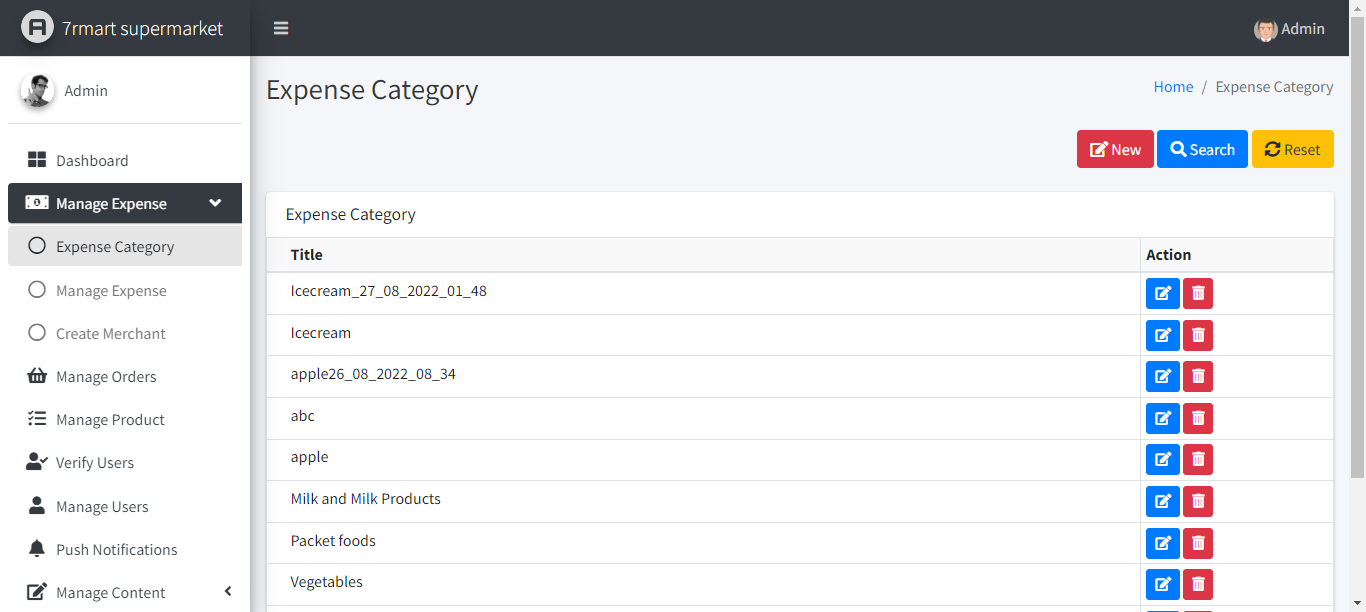 7rmart supermarket
Admin
Admin
Expense Category
Home / Expense Category
Dashboard
Manage Expense
Expense Category
Manage Expense
Create Merchant
Manage Orders
Manage Product
Verify Users
Manage Users
Push Notifications
Manage Content
New
Search
Reset
Expense Category
Title
Action
Icecream_27_08_2022_01_48
Icecream
apple26_08_2022_08_34
abc
apple
Milk and Milk Products
Packet foods
Vegetables